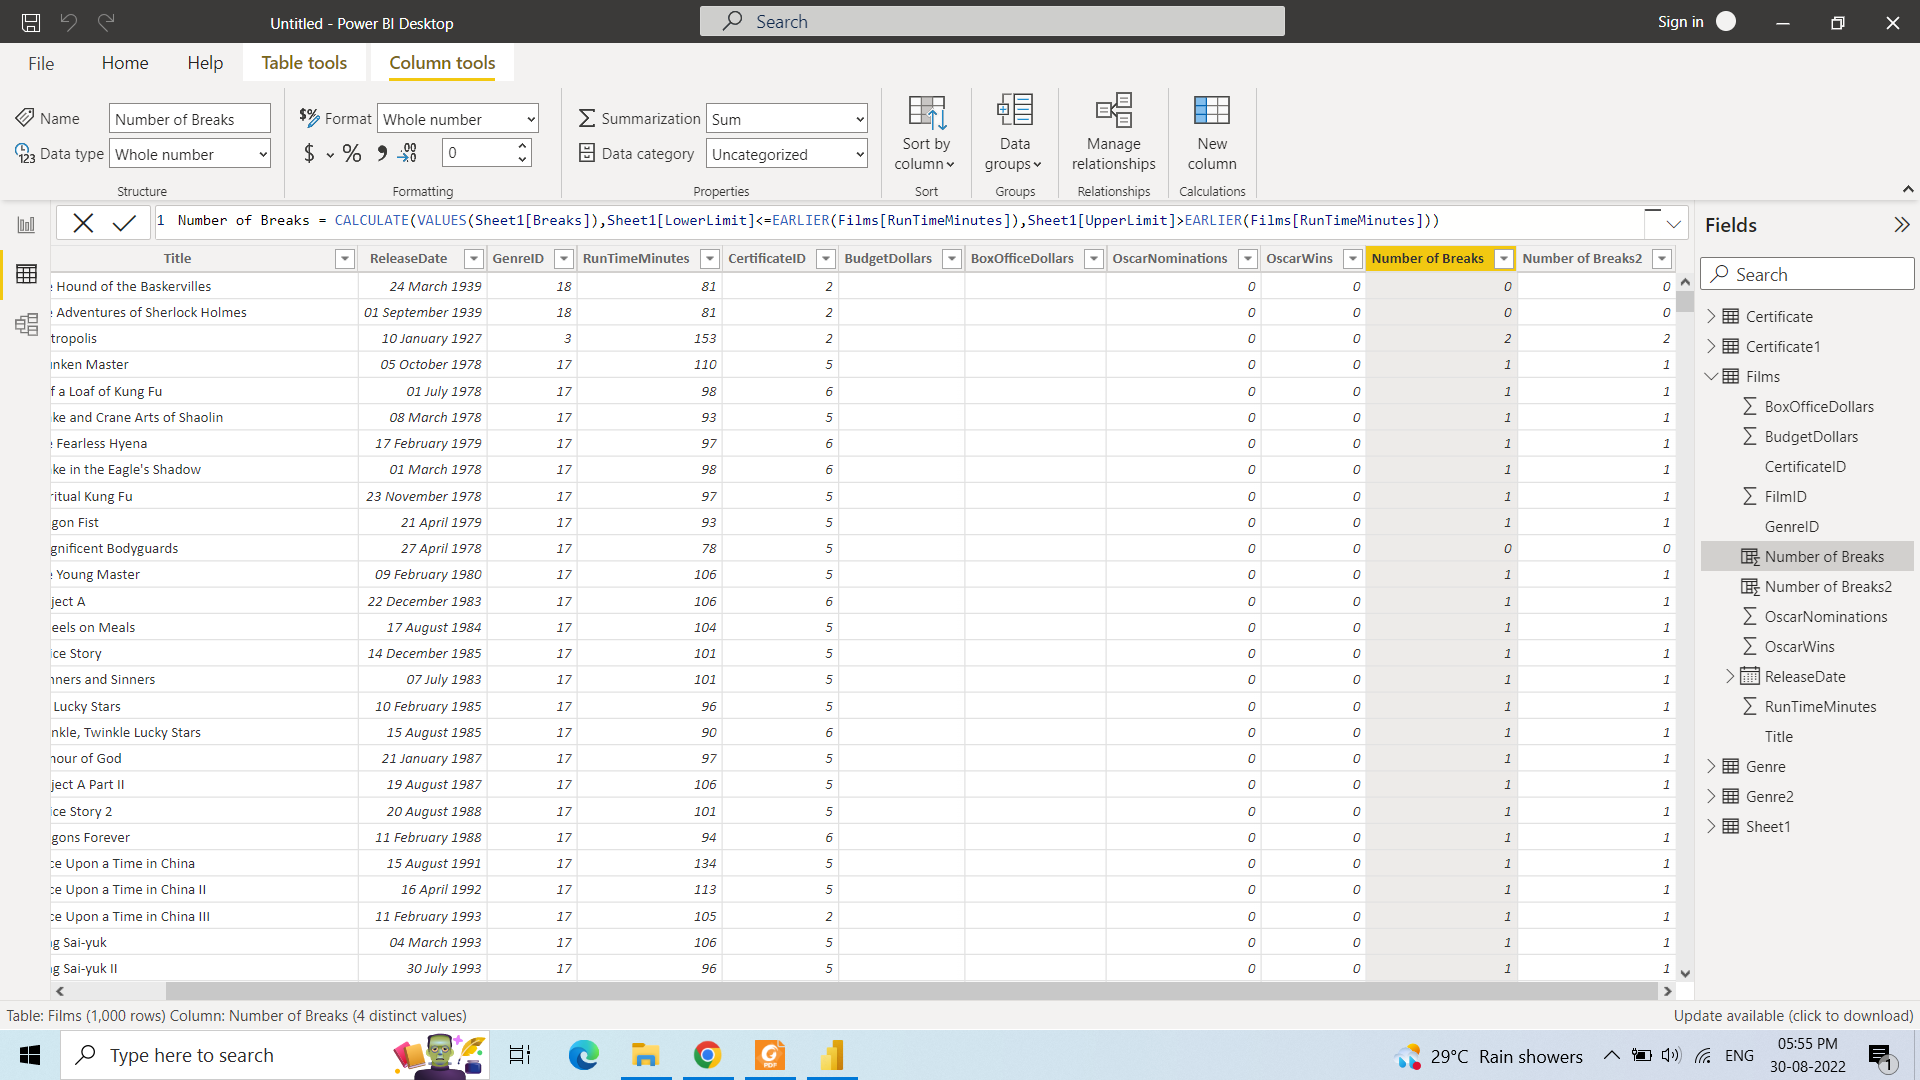 Untitled - Power BI Desktop
Search
Sign in
File Home Help Table tools Column tools
Name Number of Breaks
Data type Whole number
Structure
Format Whole number
$ % 9 .00 0
Formatting
Summarization Sum
Data category Uncategorized
Properties
Sort by column
Sort
Data groups
Groups
Manage relationships
Relationships
New column
Calculations
1 Number of Breaks = CALCULATE(VALUES(Sheet1[Breaks]),Sheet1[LowerLimit]<=EARLIER(Films[RunTimeMinutes]),Sheet1[UpperLimit]>EARLIER(Films[RunTimeMinutes]))
Title ReleaseDate GenreID RunTimeMinutes CertificateID BudgetDollars BoxOfficeDollars OscarNominations OscarWins Number of Breaks Number of Breaks2
Hound of the Baskervilles 24 March 1939 18 81 2 0 0 0 0
Adventures of Sherlock Holmes 01 September 1939 18 81 2 0 0 0 0
tropolis 10 January 1927 3 153 2 0 0 2 2
nken Master 05 October 1978 17 110 5 0 0 1 1
f a Loaf of Kung Fu 01 July 1978 17 98 6 0 0 1 1
ke and Crane Arts of Shaolin 08 March 1978 17 93 5 0 0 1 1
Fearless Hyena 17 February 1979 17 97 6 0 0 1 1
ke in the Eagle's Shadow 01 March 1978 17 98 6 0 0 1 1
ritual Kung Fu 23 November 1978 17 97 5 0 0 1 1
gon Fist 21 April 1979 17 93 5 0 0 1 1
gnificent Bodyguards 27 April 1978 17 78 5 0 0 0 0
Young Master 09 February 1980 17 106 5 0 0 1 1
ject A 22 December 1983 17 106 6 0 0 1 1
eels on Meals 17 August 1984 17 104 5 0 0 1 1
ice Story 14 December 1985 17 101 5 0 0 1 1
nners and Sinners 07 July 1983 17 101 5 0 0 1 1
Lucky Stars 10 February 1985 17 96 5 0 0 1 1
nkle, Twinkle Lucky Stars 15 August 1985 17 90 6 0 0 1 1
nour of God 21 January 1987 17 97 5 0 0 1 1
ject A Part II 19 August 1987 17 106 5 0 0 1 1
ice Story 2 20 August 1988 17 101 5 0 0 1 1
gons Forever 11 February 1988 17 94 6 0 0 1 1
ce Upon a Time in China 15 August 1991 17 134 5 0 0 1 1
ce Upon a Time in China II 16 April 1992 17 113 5 0 0 1 1
ce Upon a Time in China III 11 February 1993 17 105 2 0 0 1 1
g Sai-yuk 04 March 1993 17 106 5 0 0 1 1
g Sai-yuk II 30 July 1993 17 96 5 0 0 1 1
Table: Films (1,000 rows) Column: Number of Breaks (4 distinct values)
Fields
Search
Certificate
Certificate1
Films
BoxOfficeDollars
BudgetDollars
CertificateID
FilmID
GenreID
Number of Breaks
Number of Breaks2
OscarNominations
OscarWins
ReleaseDate
RunTimeMinutes
Title
Genre
Genre2
Sheet1
Update available (click to download)
Type here to search
29°C Rain showers
ENG
05:55 PM
30-08-2022
1